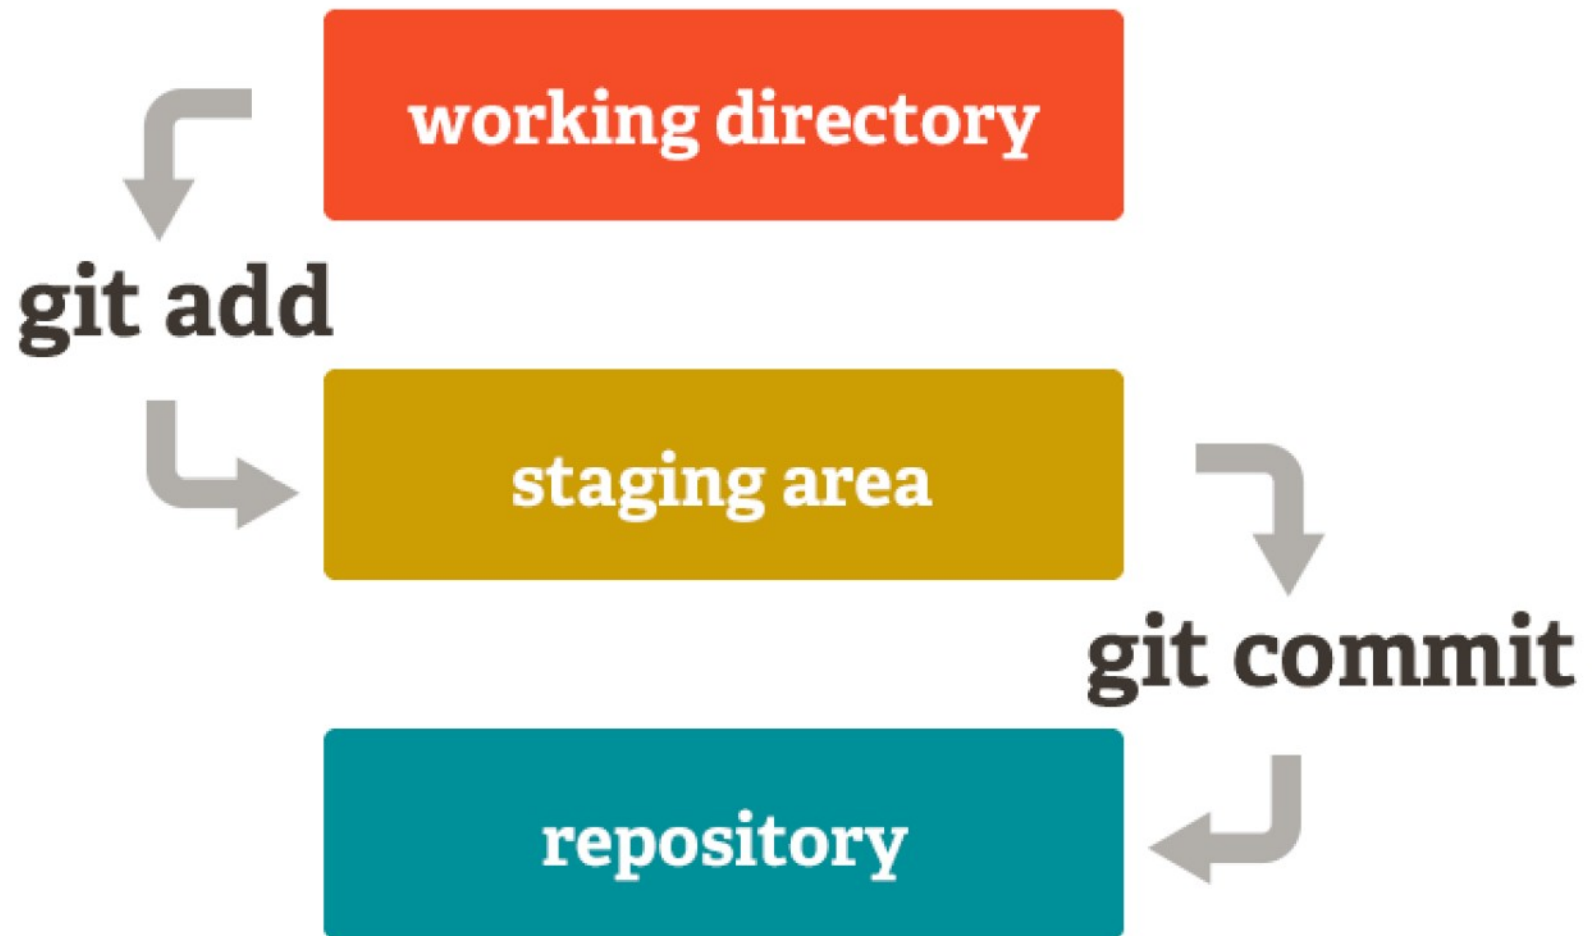 working directory
git add
staging area
git commit
repository